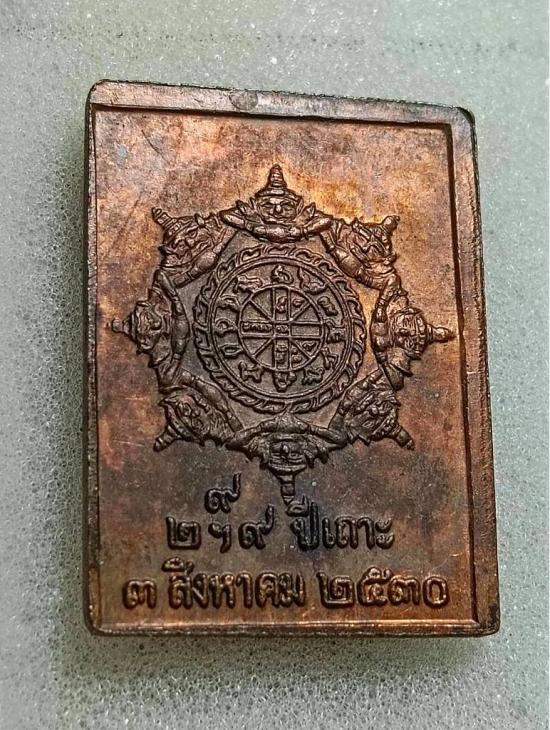 ๙
๒ ฯ ๙ ปีเถาะ
๓ สิงหาคม ๒๕๓๐